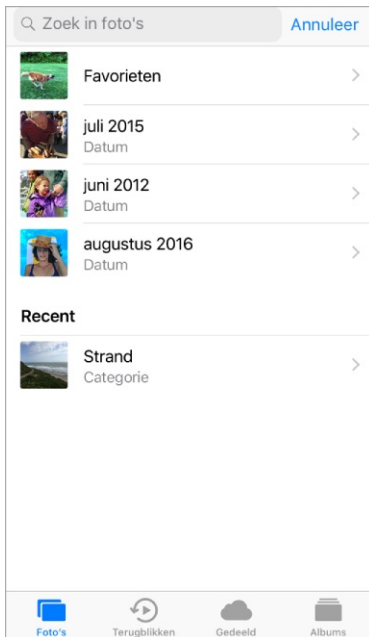 Zoek in foto's Annuleer
Favorieten
juli 2015
Datum
juni 2012
Datum
augustus 2016
Datum
Recent
Strand
Categorie
Foto's Terugblikken Gedeeld Albums